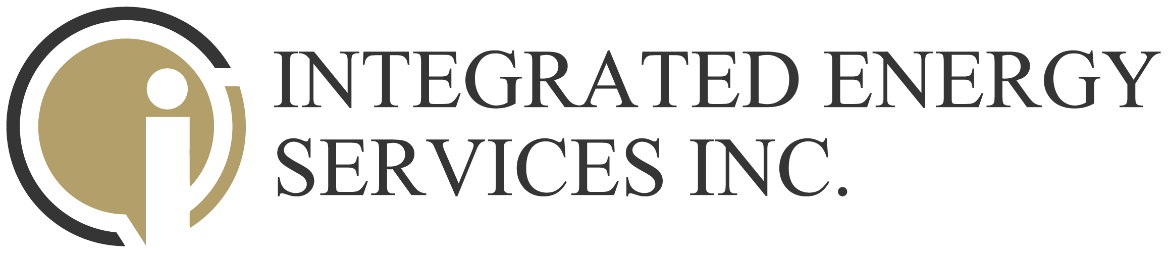 i
INTEGRATED ENERGY
SERVICES INC.